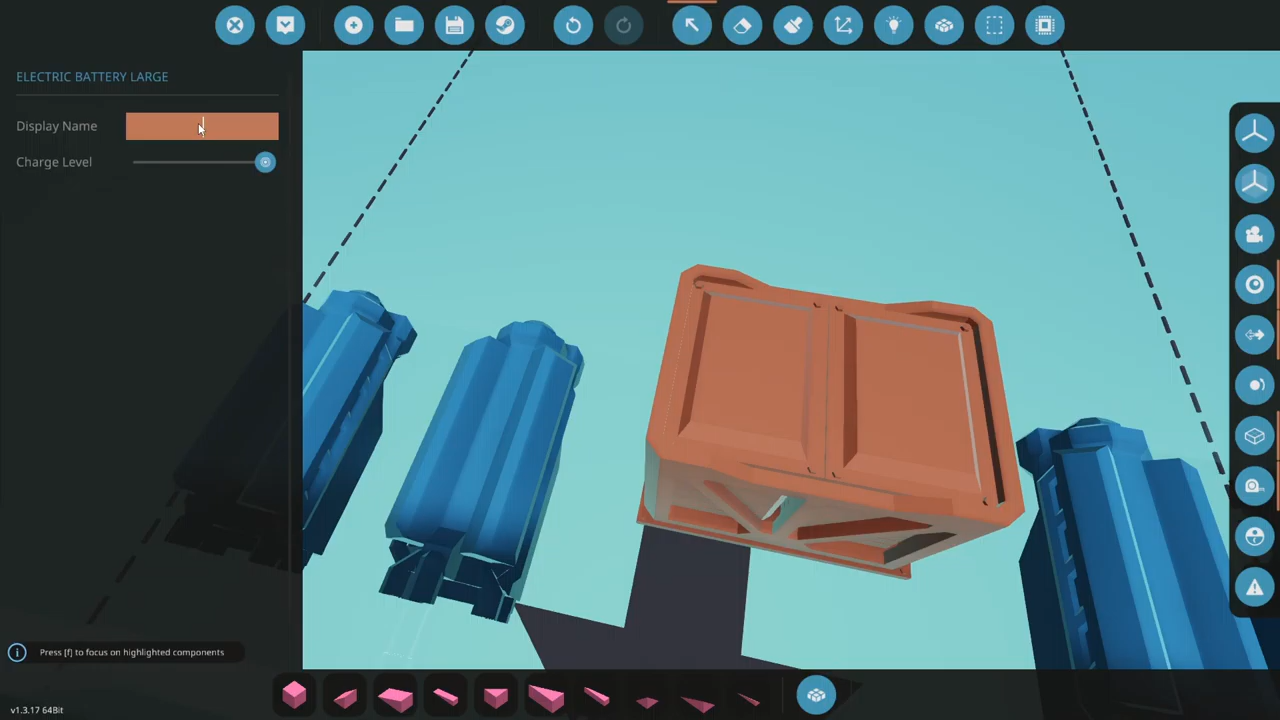 ELECTRIC BATTERY LARGE
Display Name
Charge Level
Press [f] to focus on highlighted components
v1.3.17 64Bit